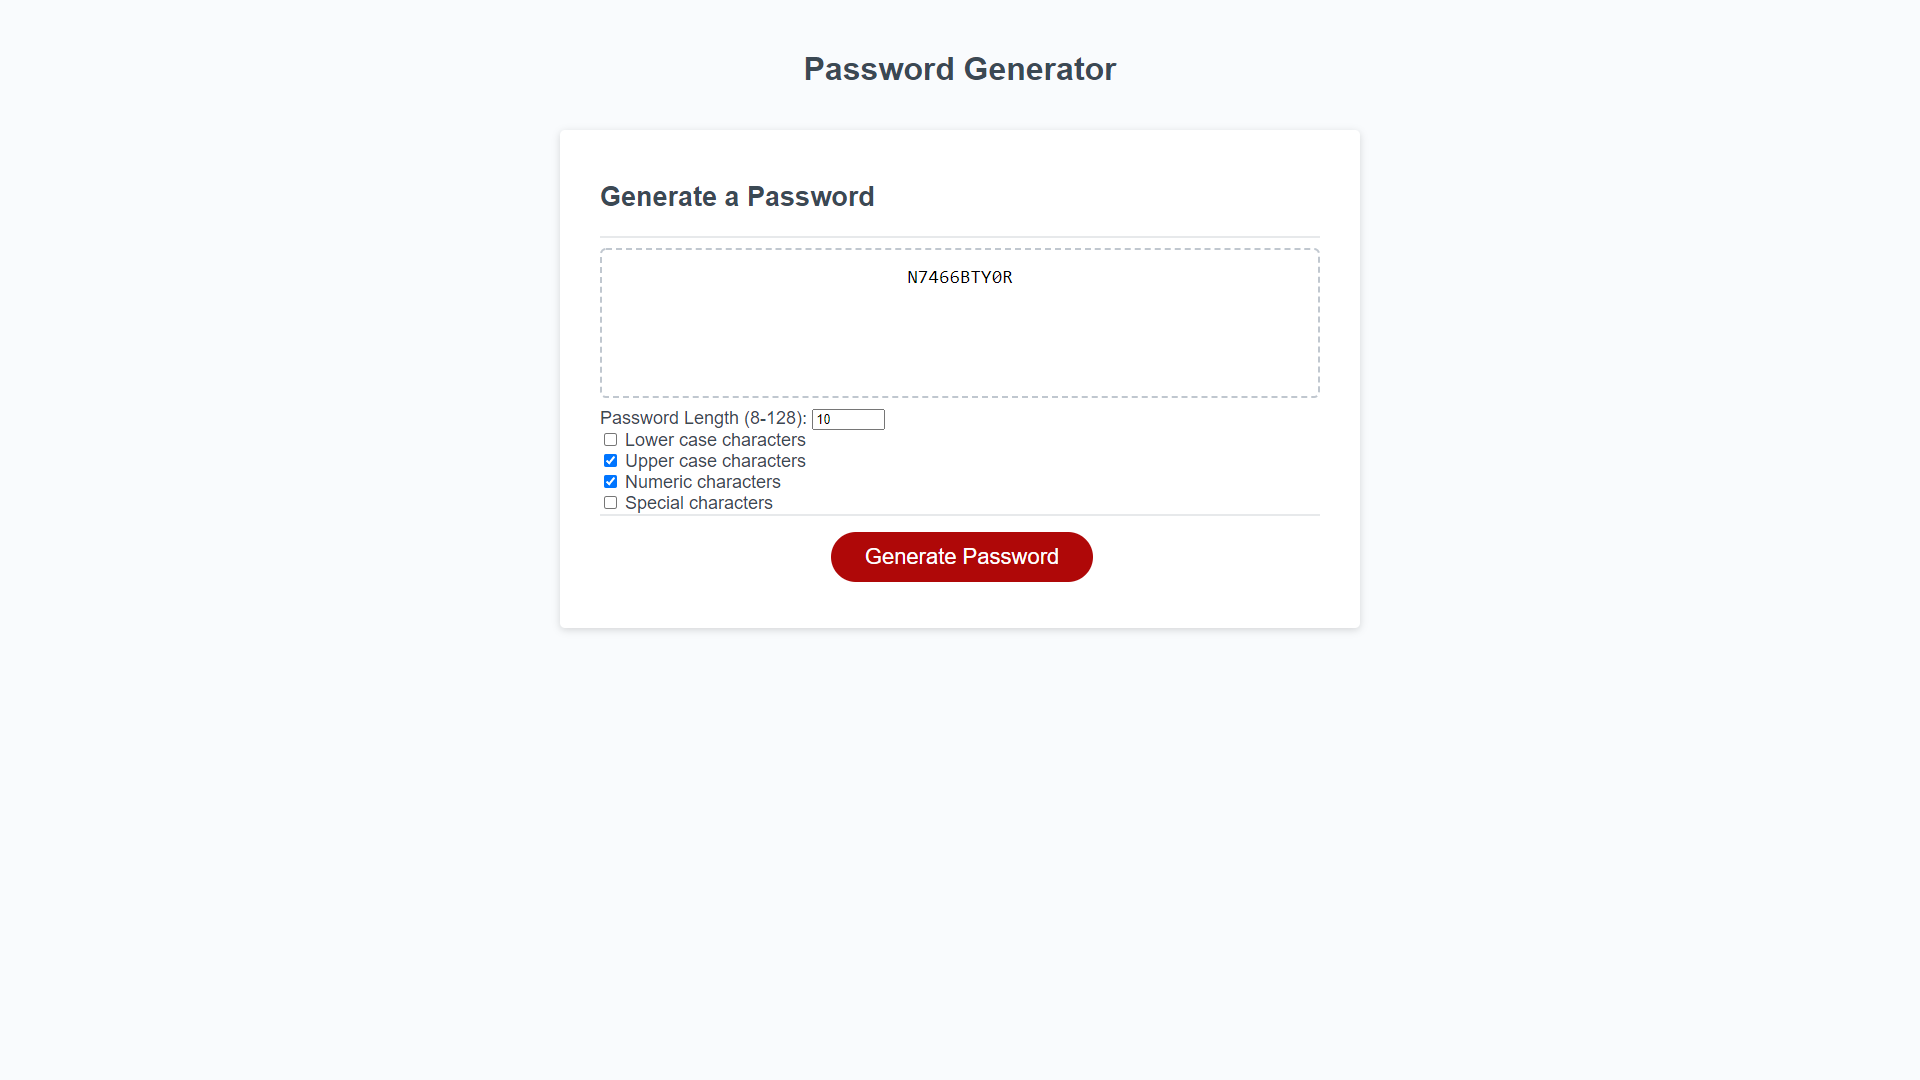 Password Generator
Generate a Password
N7466BTY0R
Password Length (8-128): 10
Lower case characters
Upper case characters
Numeric characters
Special characters
Generate Password